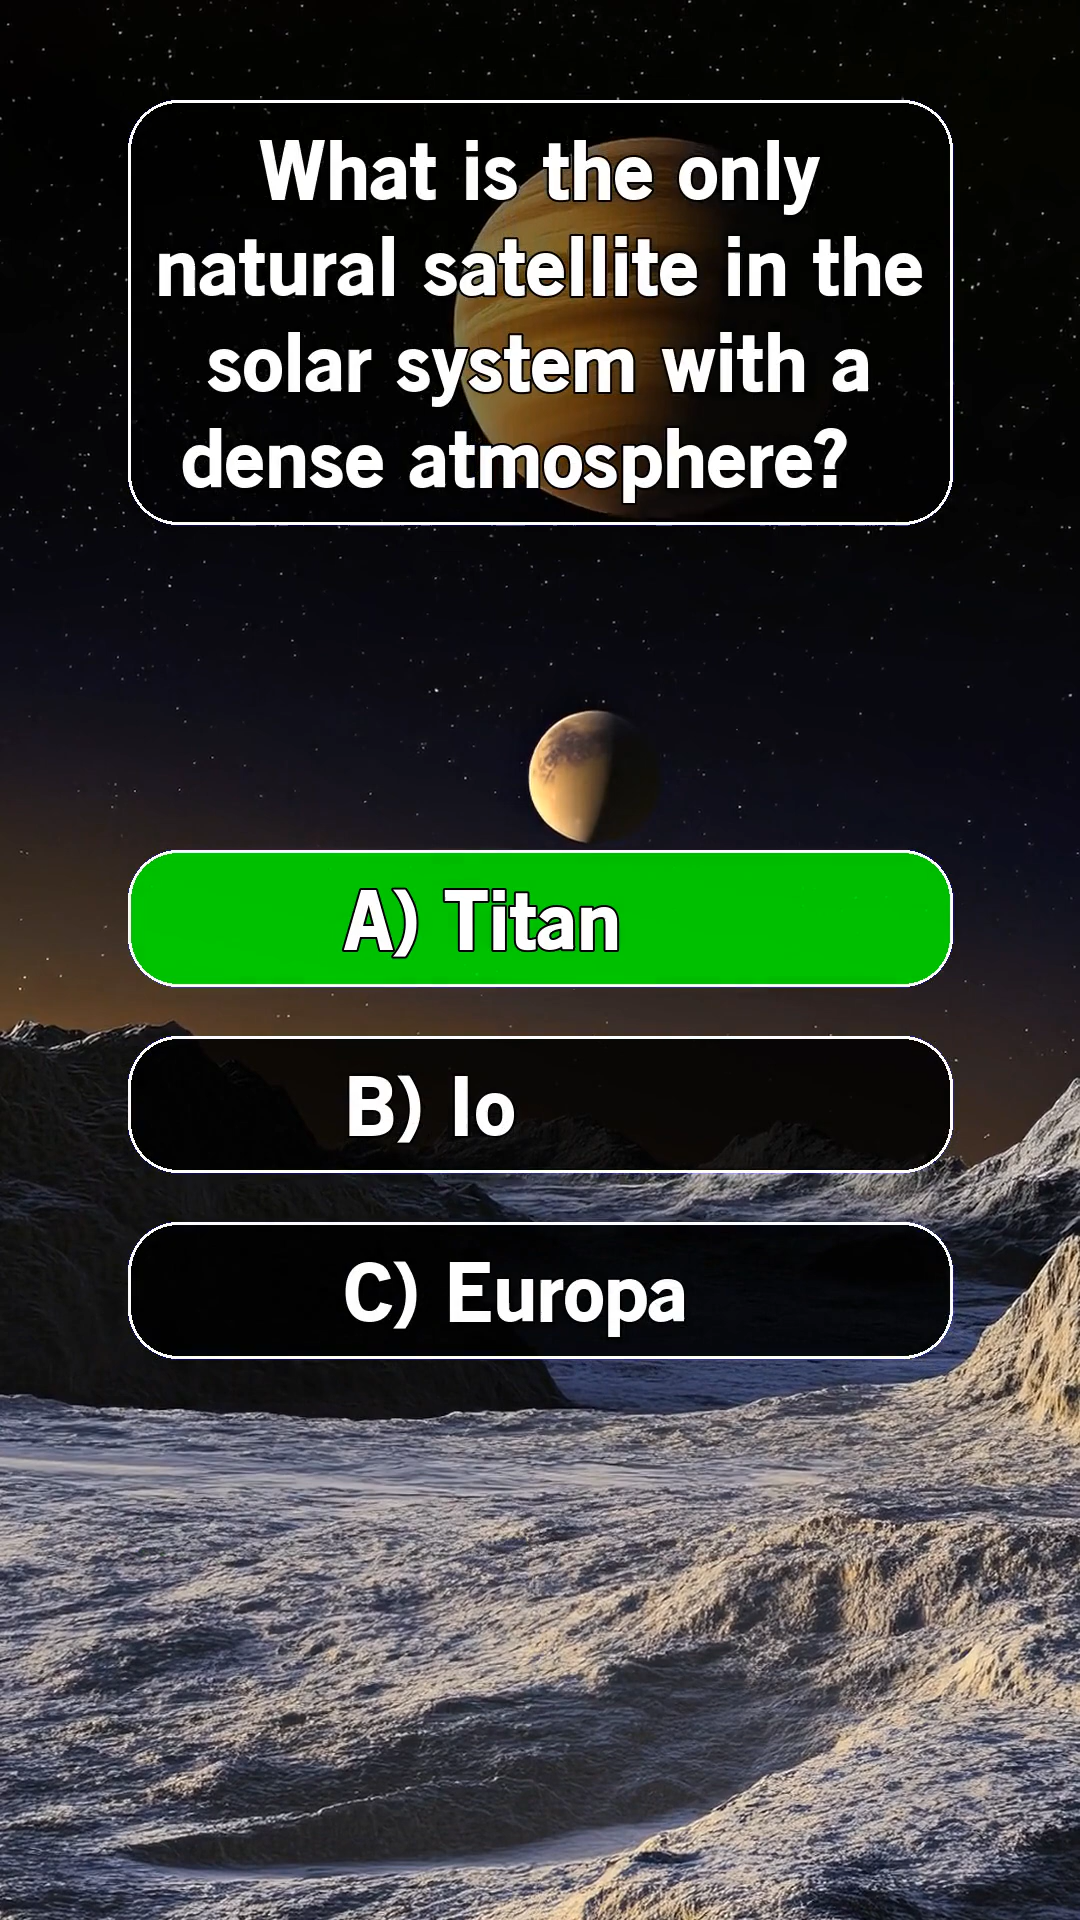 What is the only
natural satellite in the
solar system with a
dense atmosphere?
A) Titan
B) Io
C) Europa